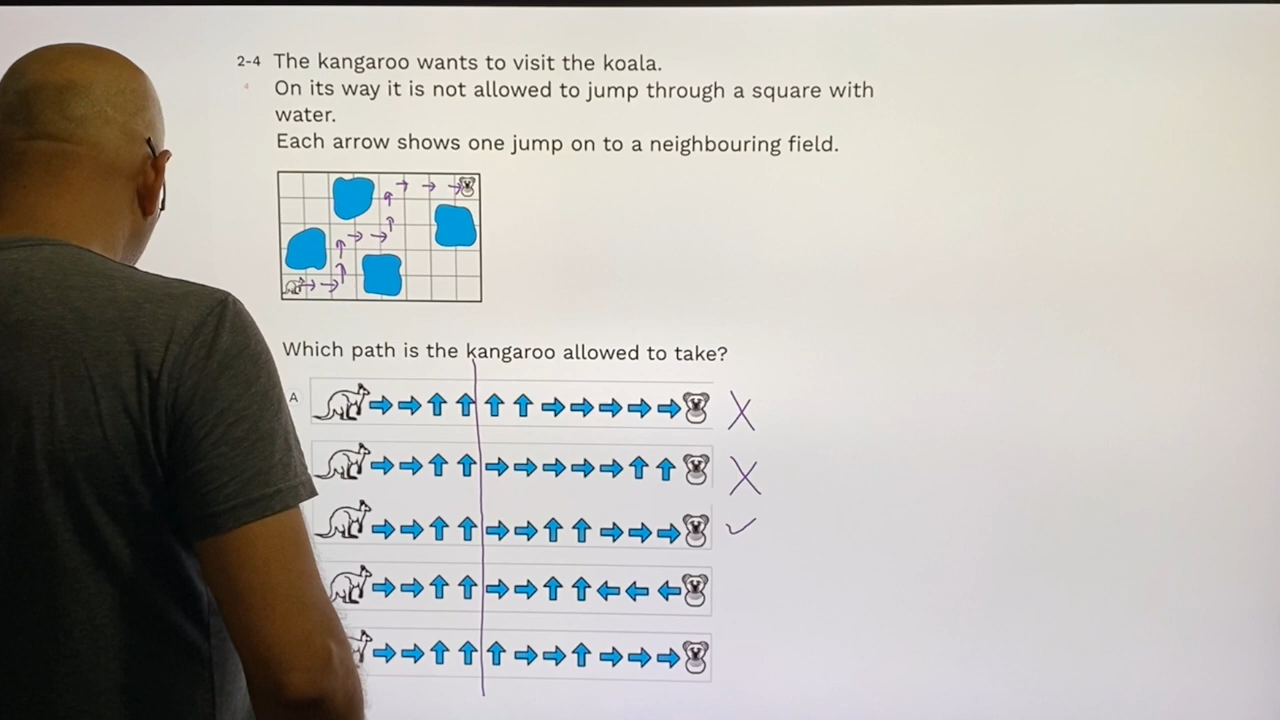 2-4 The kangaroo wants to visit the koala.
On its way it is not allowed to jump through a square with
water.
Each arrow shows one jump on to a neighbouring field.
Which path is the kangaroo allowed to take?
A